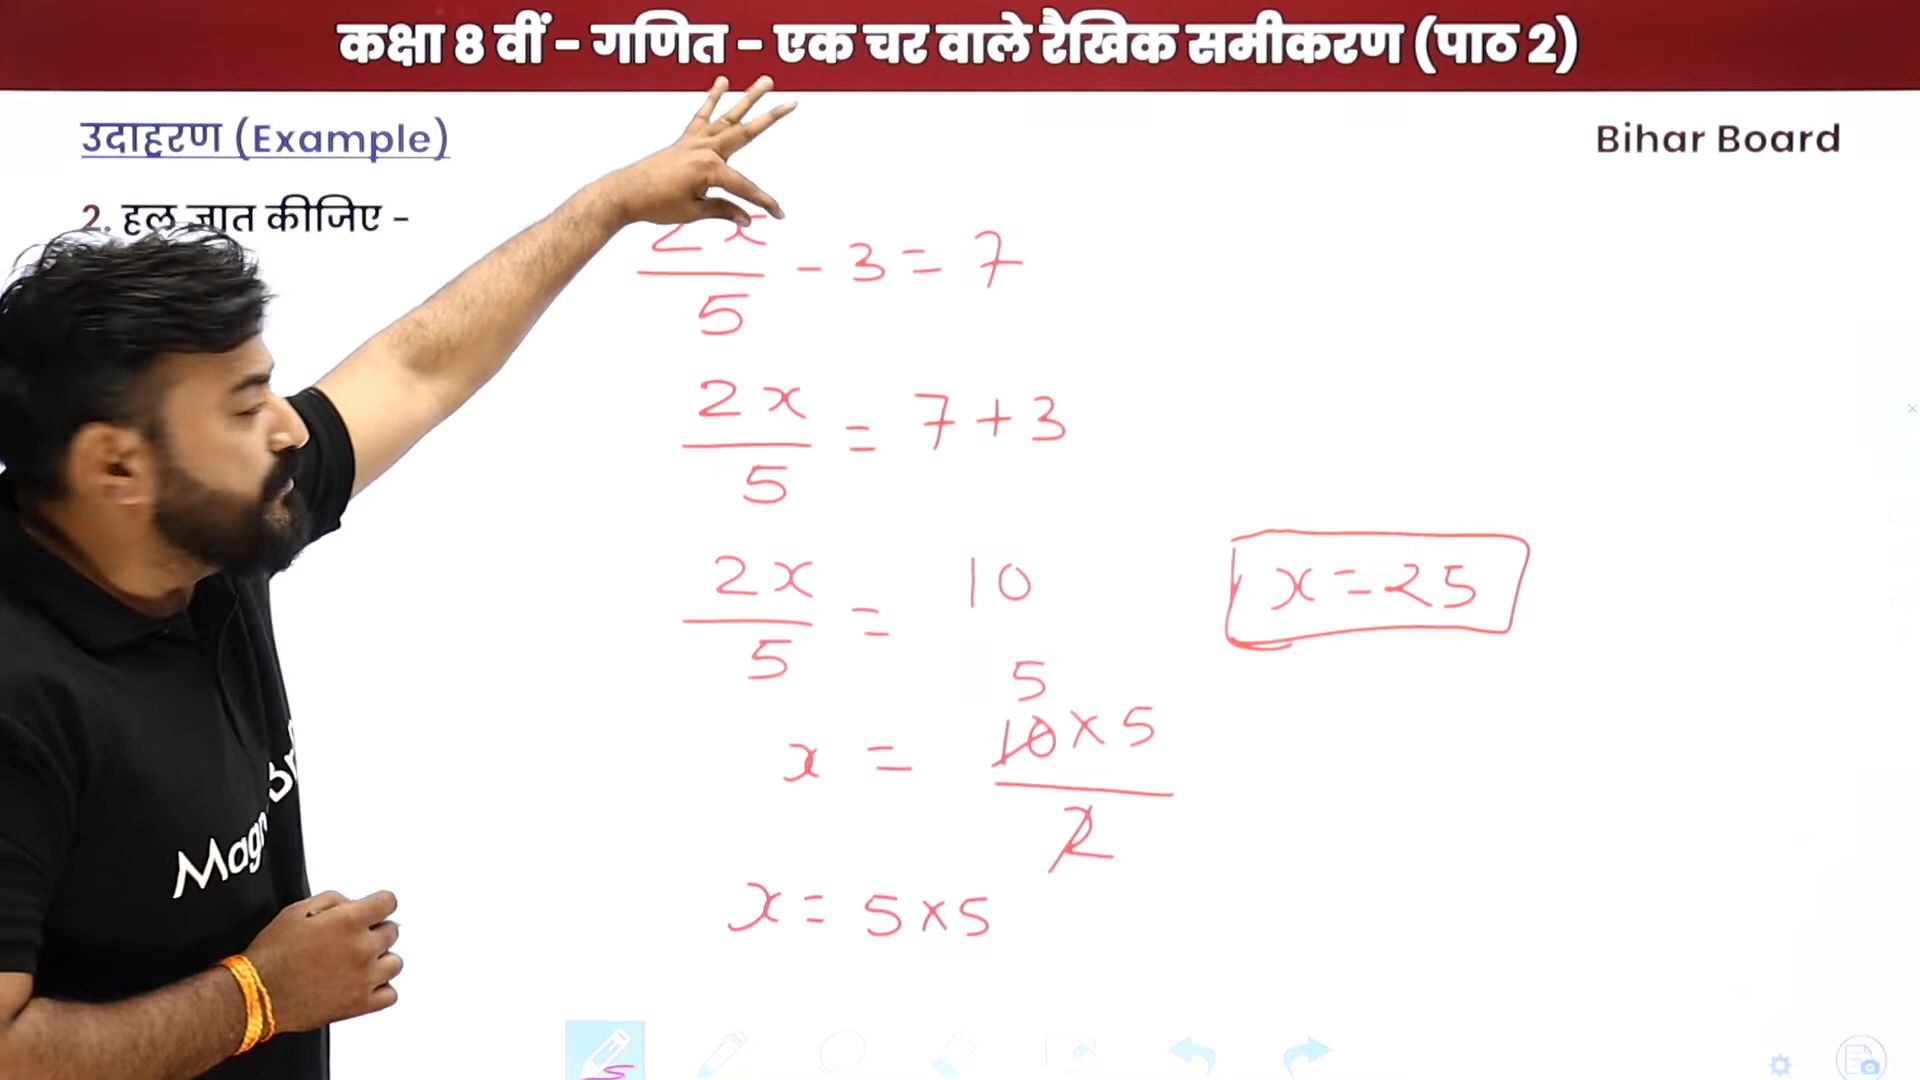 कक्षा 8 वीं - गणित - एक चर वाले रैखिक समीकरण (पाठ 2)
उदाहरण (Example)
Bihar Board
2. हल ज्ञात कीजिए -
2x/5 - 3 = 7
2x/5 = 7 + 3
2x/5 = 10
x = 25
5
x = 10 x 5 / 2
x = 5 x 5